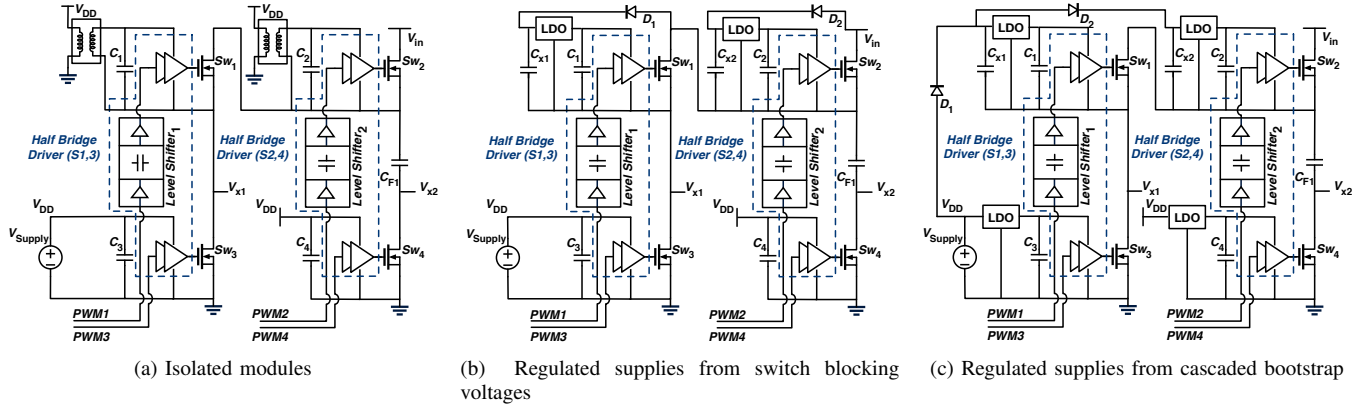 V_DD
V_DD
C_1
C_2
V_in
Sw_1
Sw_2
Half Bridge
Driver (S1,3)
Level Shifter_1
Half Bridge
Driver (S2,4)
Level Shifter_2
C_F1
V_x1
V_x2
V_DD
V_DD
V_Supply
C_3
C_4
Sw_3
Sw_4
PWM1
PWM3
PWM2
PWM4
(a) Isolated modules
LDO
D_1
LDO
D_2
V_in
C_x1
C_1
C_x2
C_2
Sw_1
Sw_2
Half Bridge
Driver (S1,3)
Level Shifter_1
Half Bridge
Driver (S2,4)
Level Shifter_2
C_F1
V_x1
V_x2
V_DD
V_DD
V_Supply
C_3
C_4
Sw_3
Sw_4
PWM1
PWM3
PWM2
PWM4
(b) Regulated supplies from switch blocking
voltages
LDO
D_2
LDO
V_in
C_x1
C_1
C_x2
C_2
Sw_1
Sw_2
D_1
Half Bridge
Driver (S1,3)
Level Shifter_1
Half Bridge
Driver (S2,4)
Level Shifter_2
C_F1
V_x1
V_x2
V_DD
LDO
V_DD
LDO
V_Supply
C_3
C_4
Sw_3
Sw_4
PWM1
PWM3
PWM2
PWM4
(c) Regulated supplies from cascaded bootstrap